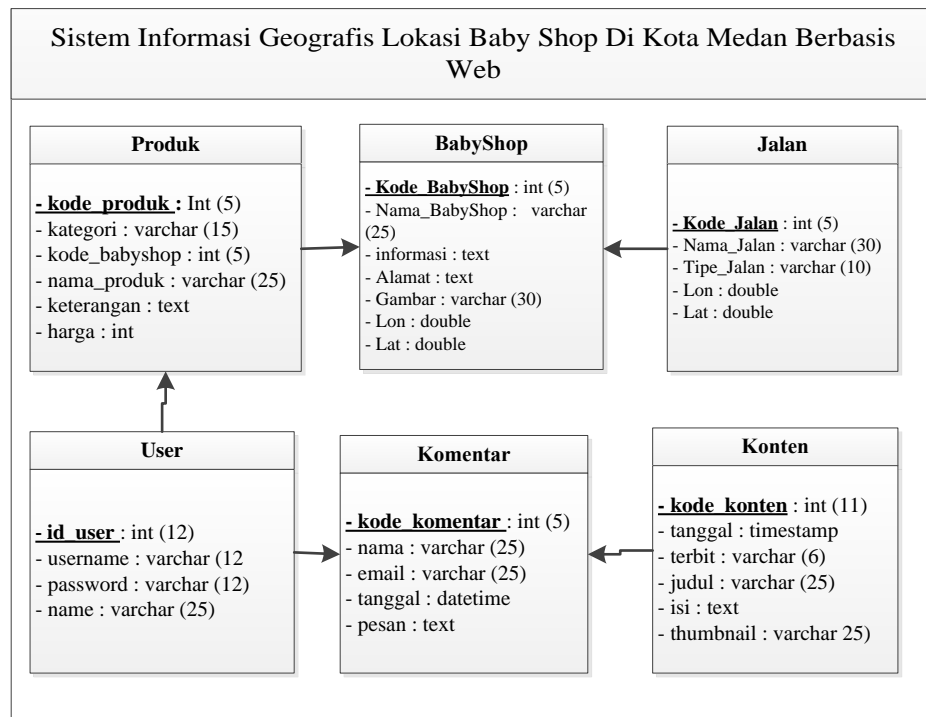 Sistem Informasi Geografis Lokasi Baby Shop Di Kota Medan Berbasis
Web
Produk
- kode_produk : Int (5)
- kategori : varchar (15)
- kode_babyshop : int (5)
- nama_produk : varchar (25)
- keterangan : text
- harga : int
BabyShop
- Kode_BabyShop : int (5)
- Nama_BabyShop : varchar
(25)
- informasi : text
- Alamat : text
- Gambar : varchar (30)
- Lon : double
- Lat : double
Jalan
- Kode_Jalan : int (5)
- Nama_Jalan : varchar (30)
- Tipe_Jalan : varchar (10)
- Lon : double
- Lat : double
User
- id_user : int (12)
- username : varchar (12
- password : varchar (12)
- name : varchar (25)
Komentar
- kode_komentar : int (5)
- nama : varchar (25)
- email : varchar (25)
- tanggal : datetime
- pesan : text
Konten
- kode_konten : int (11)
- tanggal : timestamp
- terbit : varchar (6)
- judul : varchar (25)
- isi : text
- thumbnail : varchar 25)